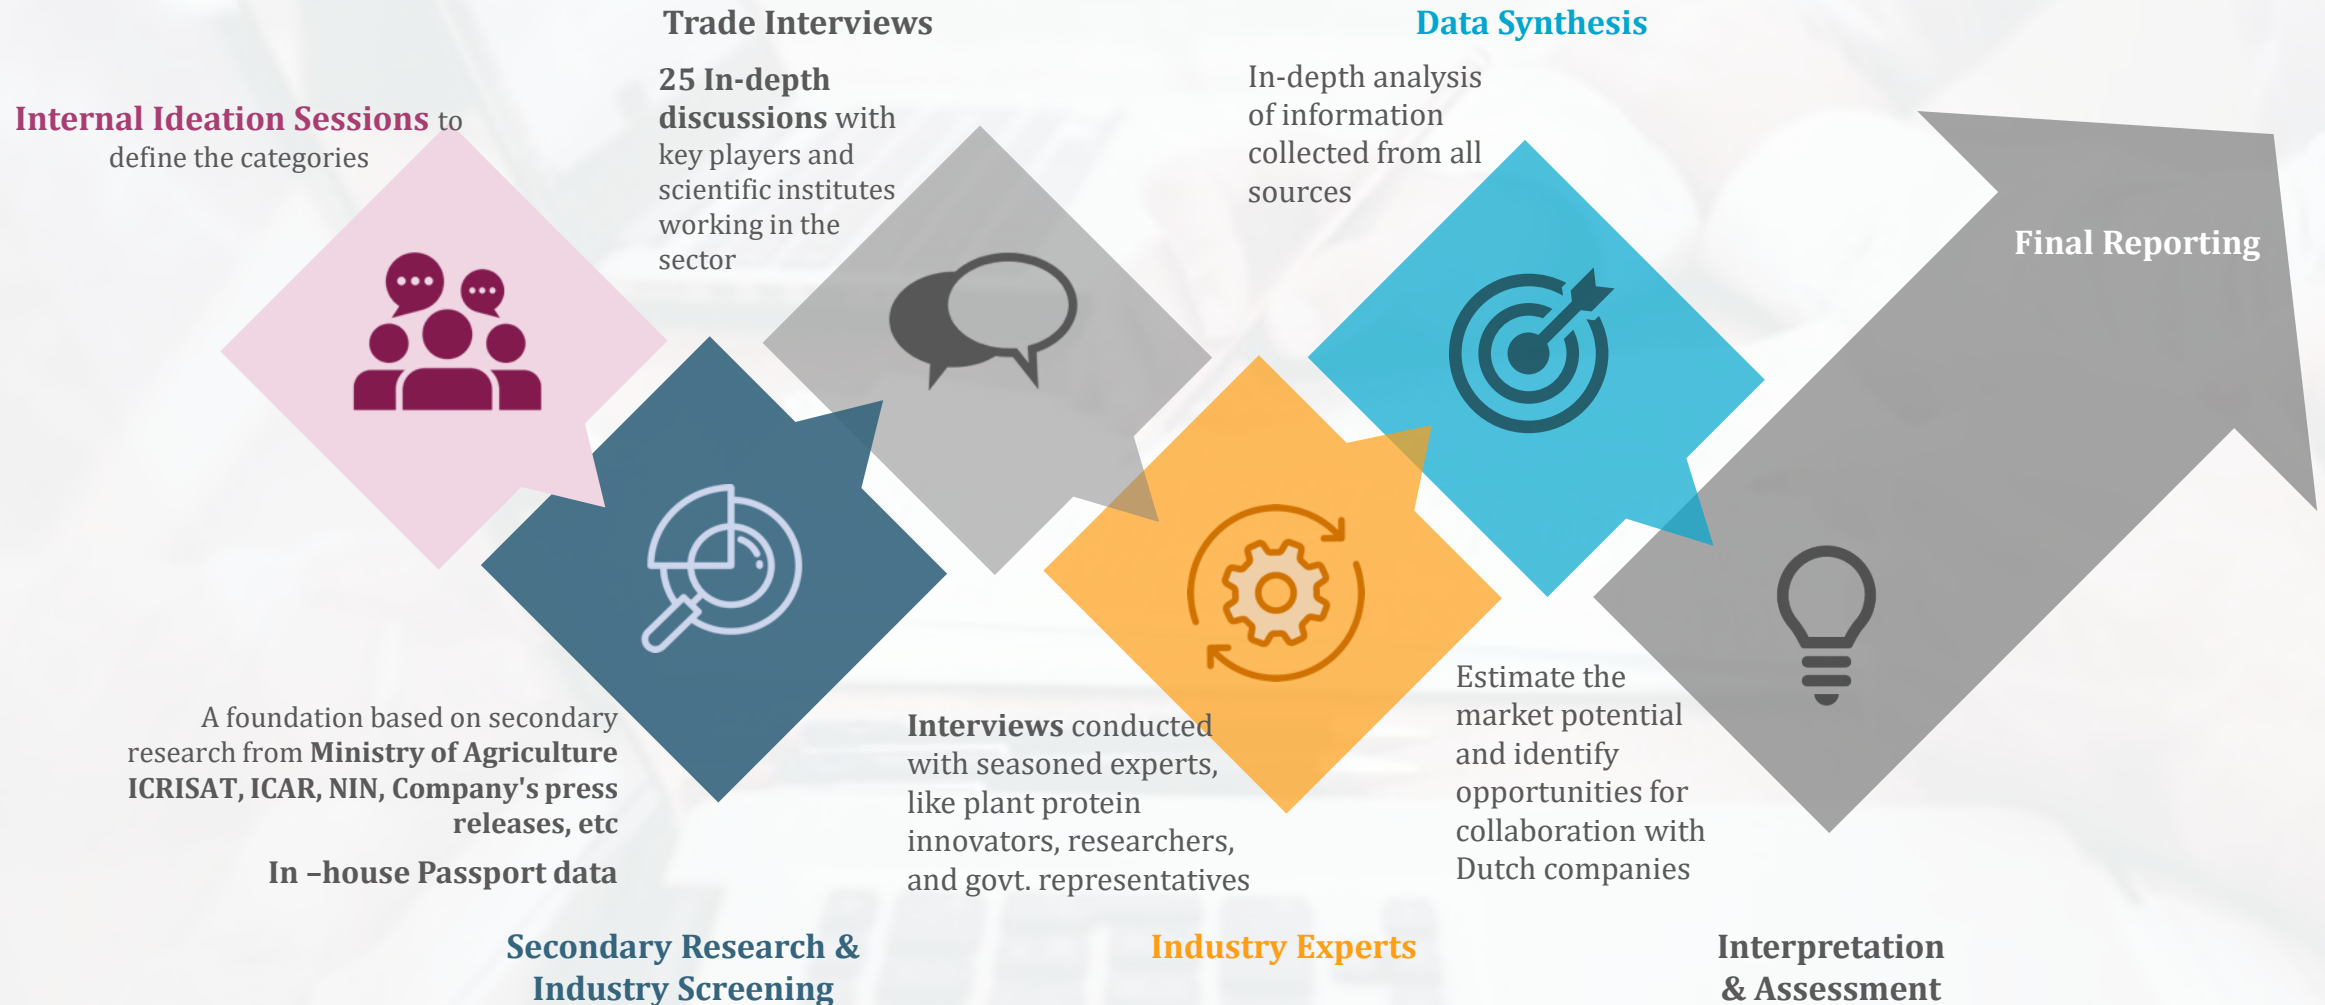 Internal Ideation Sessions to
define the categories
A foundation based on secondary
research from Ministry of Agriculture
ICRISAT, ICAR, NIN, Company's press
releases, etc
In –house Passport data
Secondary Research &
Industry Screening
Trade Interviews
25 In-depth
discussions with
key players and
scientific institutes
working in the
sector
Interviews conducted
with seasoned experts,
like plant protein
innovators, researchers,
and govt. representatives
Industry Experts
Data Synthesis
In-depth analysis
of information
collected from all
sources
Estimate the
market potential
and identify
opportunities for
collaboration with
Dutch companies
Interpretation
& Assessment
Final Reporting